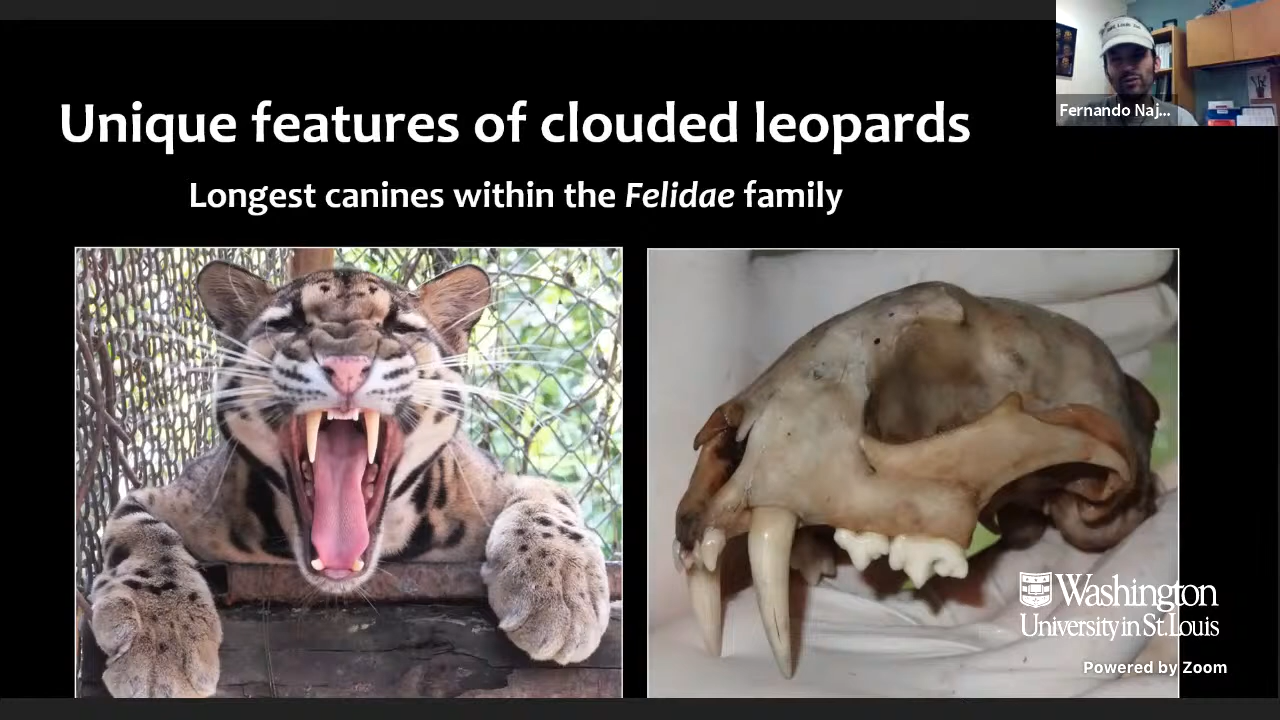 Unique features of clouded leopards
Longest canines within the Felidae family
Fernando Naj...
Washington
University in St. Louis
Powered by Zoom